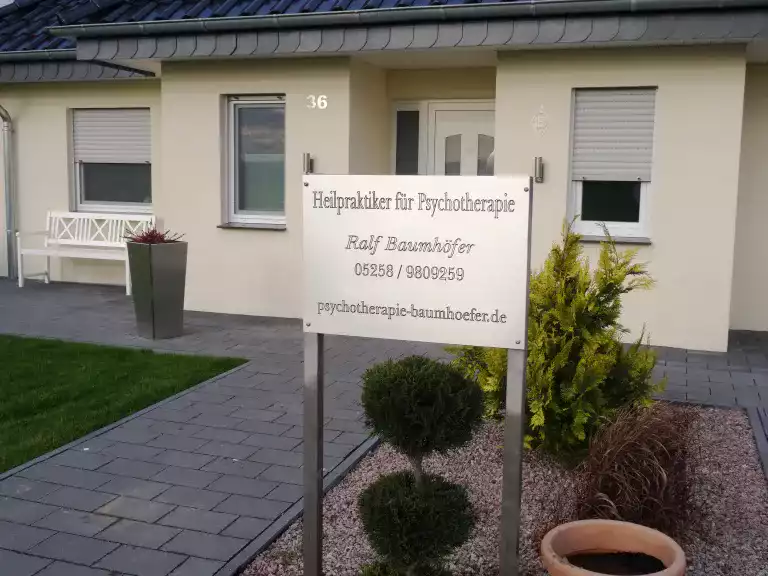 36
Heilpraktiker für Psychotherapie
Ralf Baumhöfer
05258 / 9809259
psychotherapie-baumhoefer.de